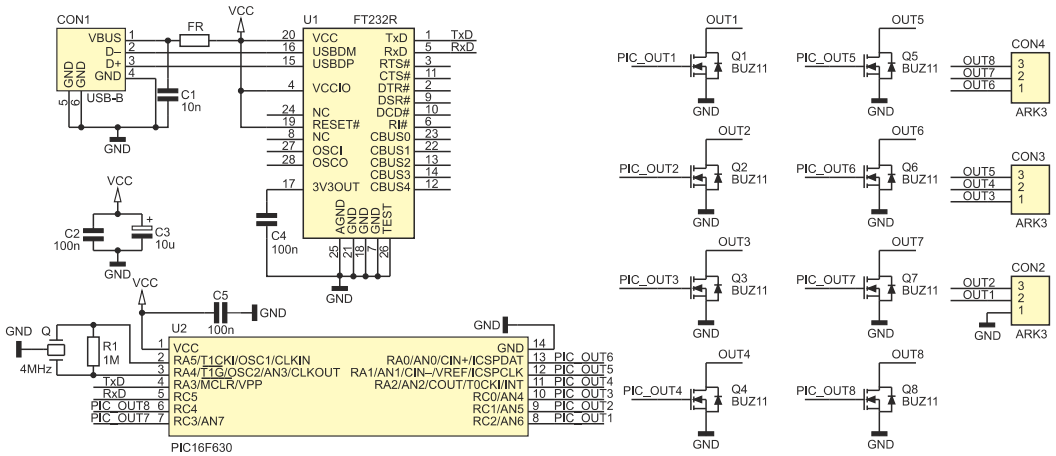 CON1
VBUS 1
D– 2
D+ 3
GND 4
GND
GND
5
6
USB-B
FR
VCC
C1
10n
GND
U1
FT232R
20 VCC
16 USBDM
15 USBDP
4 VCCIO
24 NC
19 RESET#
8 NC
27 OSCI
28 OSCO
17 3V3OUT
TxD 1 TxD
RxD 5 RxD
RTS# 3
CTS# 11
DTR# 2
DSR# 9
DCD# 10
RI# 6
CBUS0 23
CBUS1 22
CBUS2 13
CBUS3 14
CBUS4 12
AGND
GND
GND
GND
TEST
25
21
18
7
26
C4
100n
GND
VCC
C2
100n
+
C3
10u
GND
VCC
C5
100n
GND
GND
Q
4MHz
R1
1M
U2
1 VCC
2 RA5/T1CKI/OSC1/CLKIN
3 RA4/T1G/OSC2/AN3/CLKOUT
TxD 4 RA3/MCLR/VPP
RxD 5 RC5
PIC_OUT8 6 RC4
PIC_OUT7 7 RC3/AN7
GND
GND 14
RA0/AN0/CIN+/ICSPDAT 13 PIC_OUT6
RA1/AN1/CIN–/VREF/ICSPCLK 12 PIC_OUT5
RA2/AN2/COUT/T0CKI/INT 11 PIC_OUT4
RC0/AN4 10 PIC_OUT3
RC1/AN5 9 PIC_OUT2
RC2/AN6 8 PIC_OUT1
PIC16F630
OUT1
PIC_OUT1
Q1
BUZ11
GND
OUT5
PIC_OUT5
Q5
BUZ11
GND
OUT2
PIC_OUT2
Q2
BUZ11
GND
OUT6
PIC_OUT6
Q6
BUZ11
GND
OUT3
PIC_OUT3
Q3
BUZ11
GND
OUT7
PIC_OUT7
Q7
BUZ11
GND
OUT4
PIC_OUT4
Q4
BUZ11
GND
OUT8
PIC_OUT8
Q8
BUZ11
GND
CON4
OUT8 3
OUT7 2
OUT6 1
ARK3
CON3
OUT5 3
OUT4 2
OUT3 1
ARK3
CON2
OUT2 3
OUT1 2
1
GND
ARK3